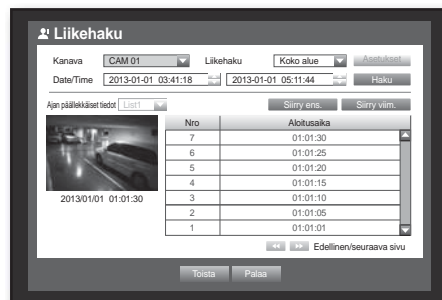 Liikehaku
Kanava CAM 01 Liikehaku Koko alue Asetukset
Date/Time 2013-01-01 03:41:18 2013-01-01 05:11:44 Haku
Ajan päällekkäiset tiedot List1 Siirry ens. Siirry viim.
Nro Aloitusaika
7 01:01:30
6 01:01:25
5 01:01:20
4 01:01:15
3 01:01:10
2 01:01:05
1 01:01:01
2013/01/01 01:01:30
Edellinen/seuraava sivu
Toista Palaa